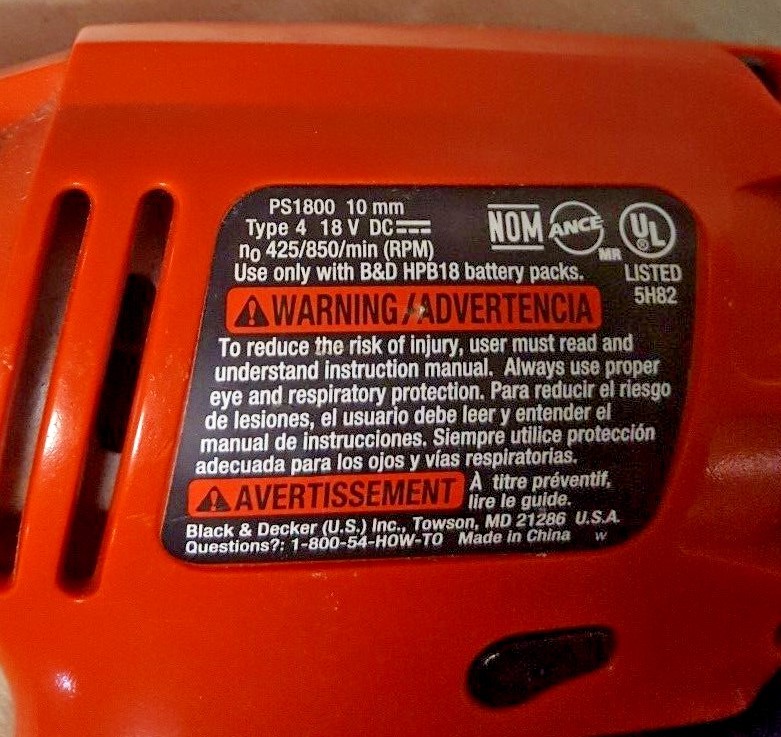 PS1800 10 mm
Type 4 18 V DC
n₀ 425/850/min (RPM)
Use only with B&D HPB18 battery packs.
NOM ANCE MR
UL
LISTED
5H82
WARNING/ADVERTENCIA
To reduce the risk of injury, user must read and
understand instruction manual. Always use proper
eye and respiratory protection. Para reducir el riesgo
de lesiones, el usuario debe leer y entender el
manual de instrucciones. Siempre utilice protección
adecuada para los ojos y vías respiratorias.
AVERTISSEMENT À titre préventif,
lire le guide.
Black & Decker (U.S.) Inc., Towson, MD 21286 U.S.A.
Questions?: 1-800-54-HOW-TO Made in China W